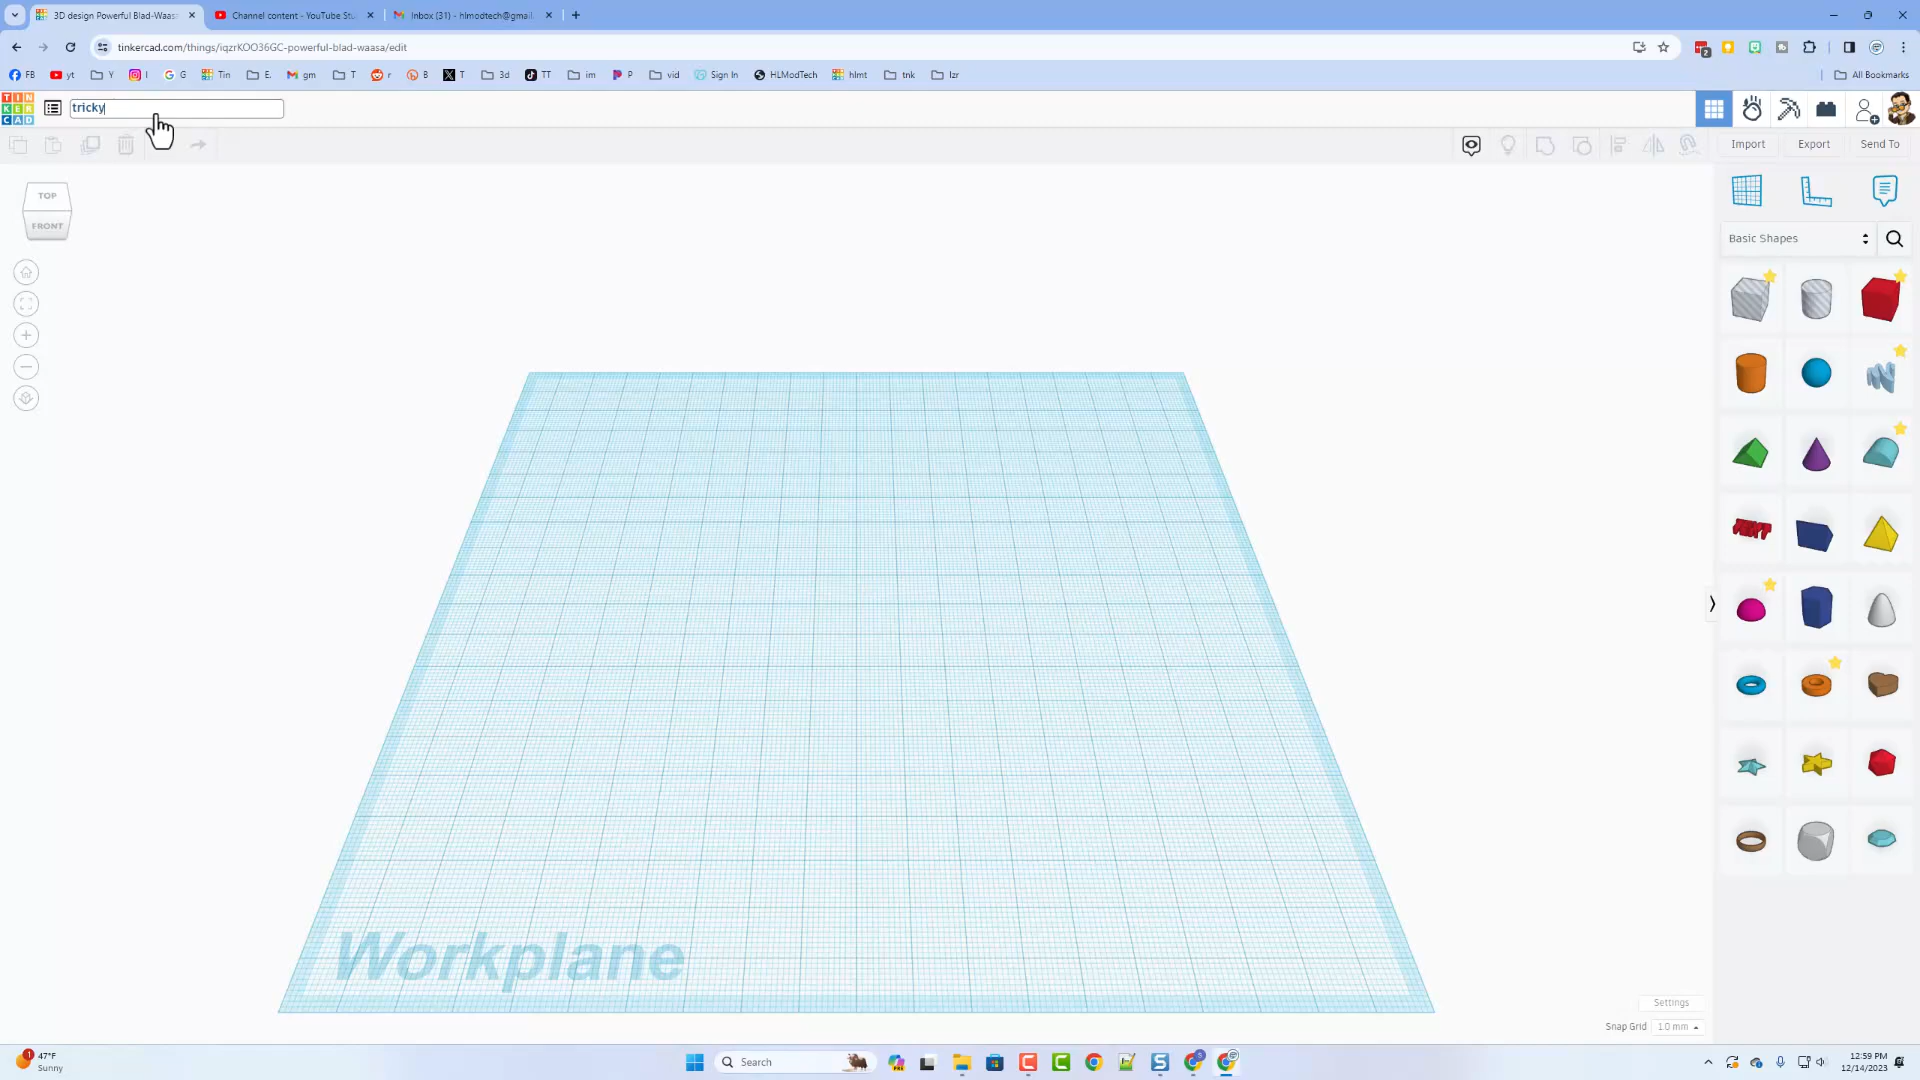 3D design Powerful Blad-Waas
Channel content - YouTube Stu
Inbox (31) - hlmodtech@gmail.
tinkercad.com/things/iqzrKOO36GC-powerful-blad-waasa/edit
FB
yt
Y
I
G
Tin
E.
gm
T
r
B
T
3d
TT
im
P
vid
Sign In
HLModTech
hlmt
tnk
lzr
All Bookmarks
TIN
KER
CAD
tricky
Import
Export
Send To
TOP
FRONT
Basic Shapes
TEXT
Workplane
Settings
Snap Grid
1.0 mm
47°F
Sunny
Search
12:59 PM
12/14/2023